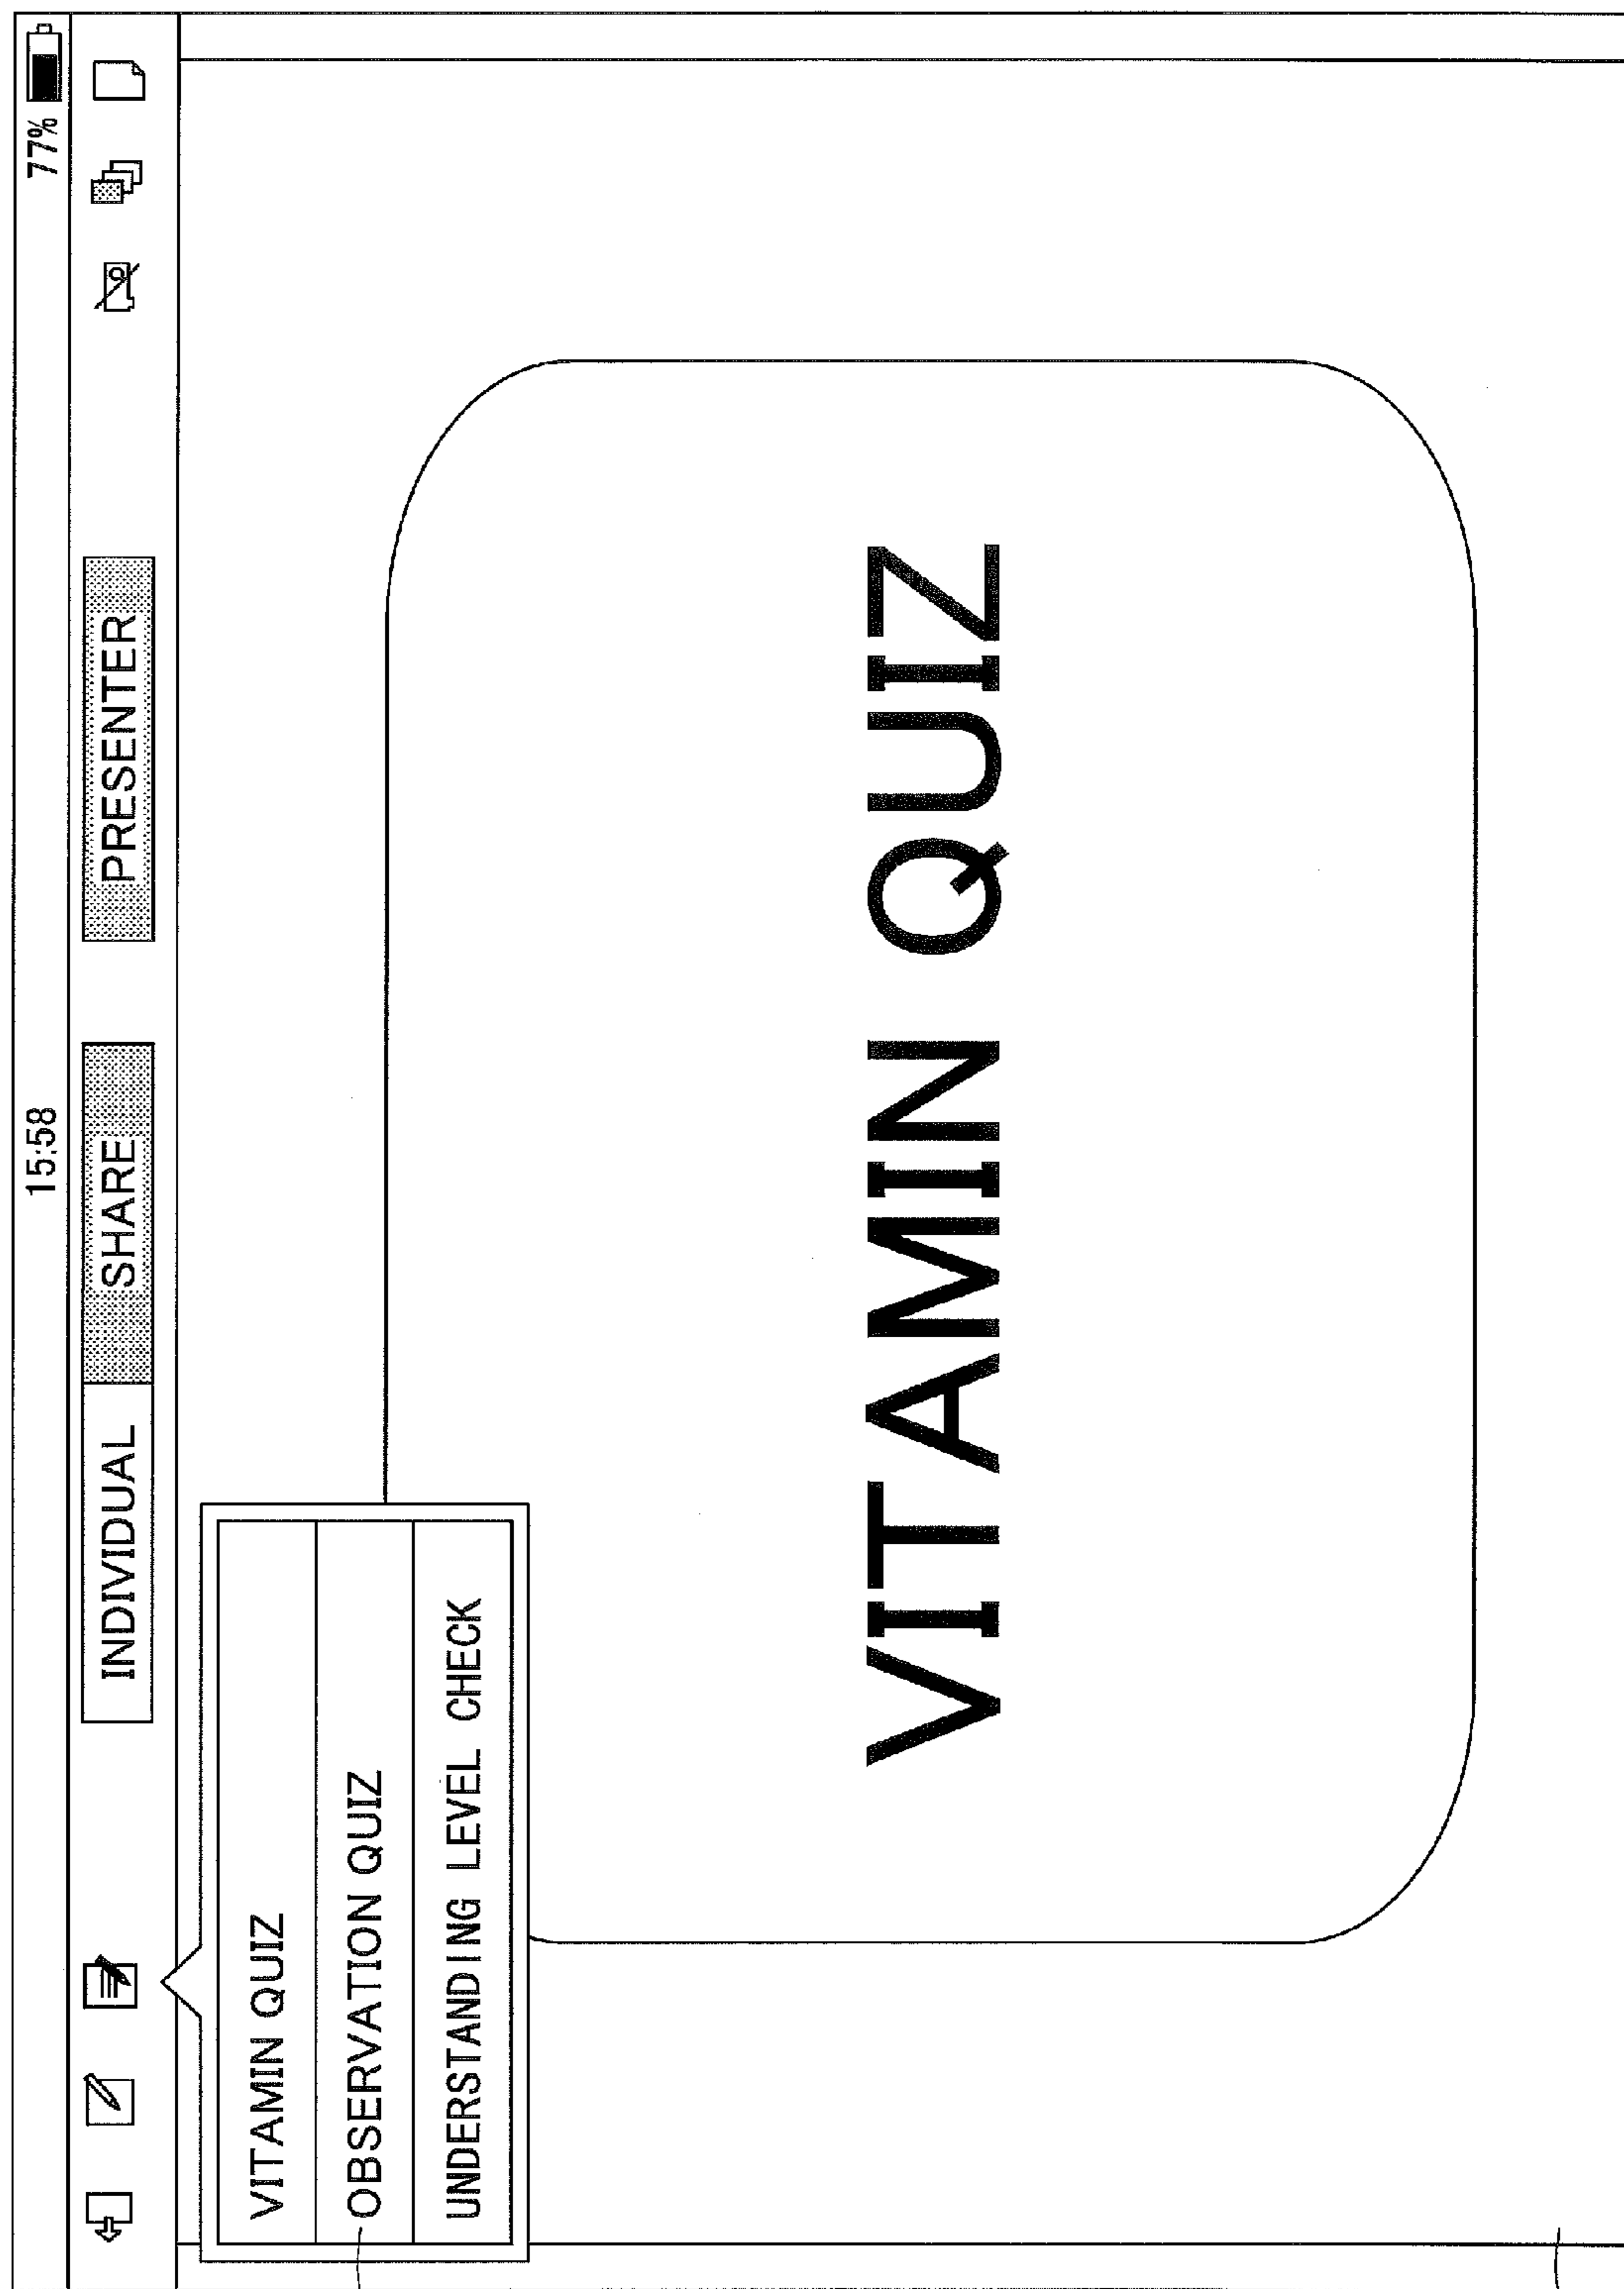 15:58 77%
INDIVIDUAL SHARE PRESENTER
VITAMIN QUIZ
OBSERVATION QUIZ
UNDERSTANDING LEVEL CHECK
VITAMIN QUIZ